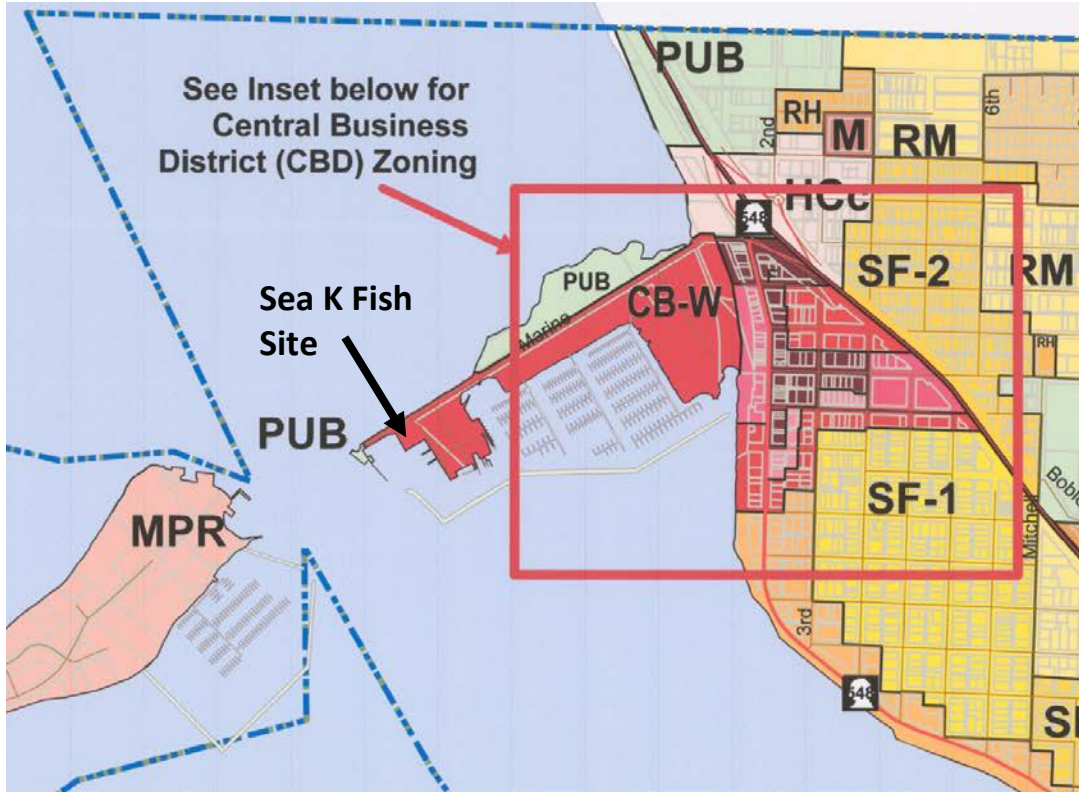 See Inset below for
Central Business
District (CBD) Zoning
PUB
RH
2nd
M
RM
6th
HCc
548
PUB
CB-W
SF-2
RM
Marine
Sea K Fish
Site
RH
PUB
SF-1
Mitchell
MPR
3rd
548